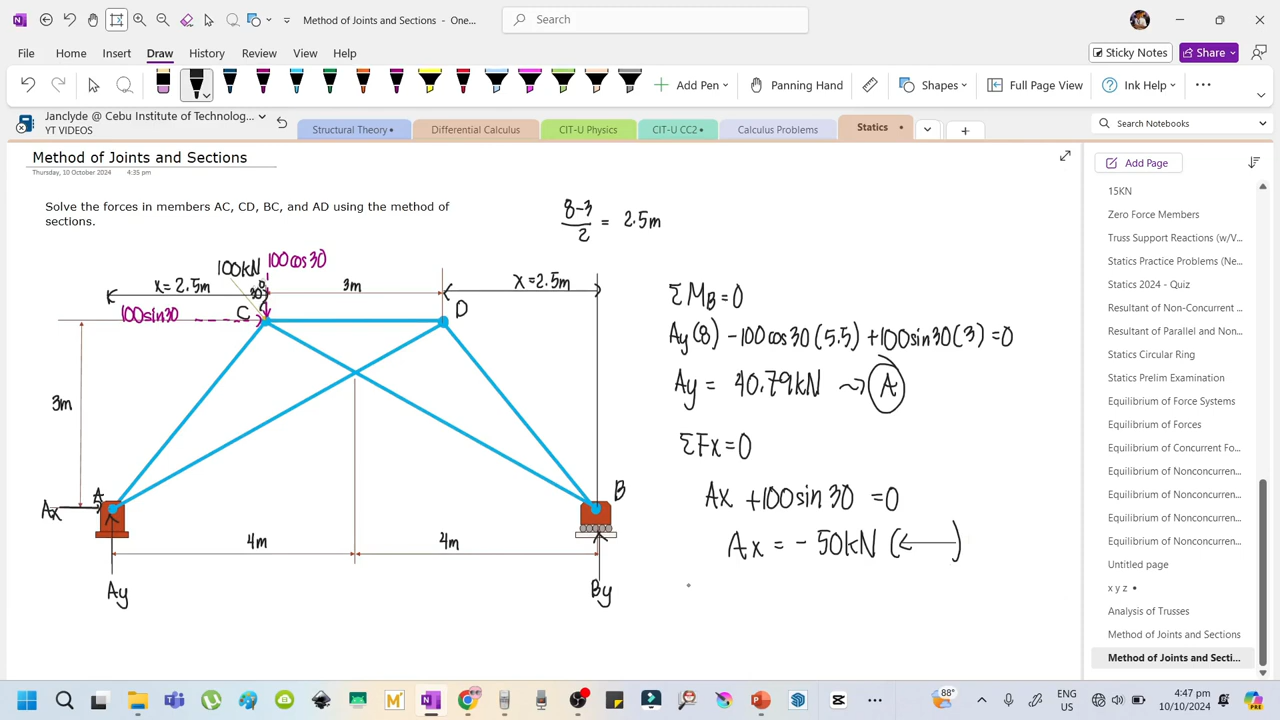 Method of Joints and Sections - One...
Search
File Home Insert Draw History Review View Help
Sticky Notes
Share
Add Pen
Panning Hand
Shapes
Full Page View
Ink Help
Janclyde @ Cebu Institute of Technolog...
YT VIDEOS
Structural Theory
Differential Calculus
CIT-U Physics
CIT-U CC2
Calculus Problems
Statics
Search Notebooks
Method of Joints and Sections
Thursday, 10 October 2024 4:35 pm
Add Page
Solve the forces in members AC, CD, BC, and AD using the method of
sections.
8-3
2
= 2.5m
100kN
100cos30
x = 2.5m
30°
3m
x = 2.5m
100sin30
C
D
3m
A
Ax
B
4m
4m
Ay
By
ΣMB=0
Ay(8) -100cos30(5.5) +100sin30(3)=0
Ay = 40.79kN ~> A
ΣFx=0
Ax +100sin30 =0
Ax = - 50kN (←)
15KN
Zero Force Members
Truss Support Reactions (w/V...
Statics Practice Problems (Ne...
Statics 2024 - Quiz
Result of Non-Concurrent ...
Resultant of Parallel and Non...
Statics Circular Ring
Statics Prelim Examination
Equilibrium of Force Systems
Equilibrium of Forces
Equilibrium of Concurrent Fo...
Equilibrium of Nonconcurren...
Equilibrium of Nonconcurren...
Equilibrium of Nonconcurren...
Equilibrium of Nonconcurren...
Untitled page
x y z
Analysis of Trusses
Method of Joints and Sections
Method of Joints and Secti...
88°
ENG
US
4:47 pm
10/10/2024